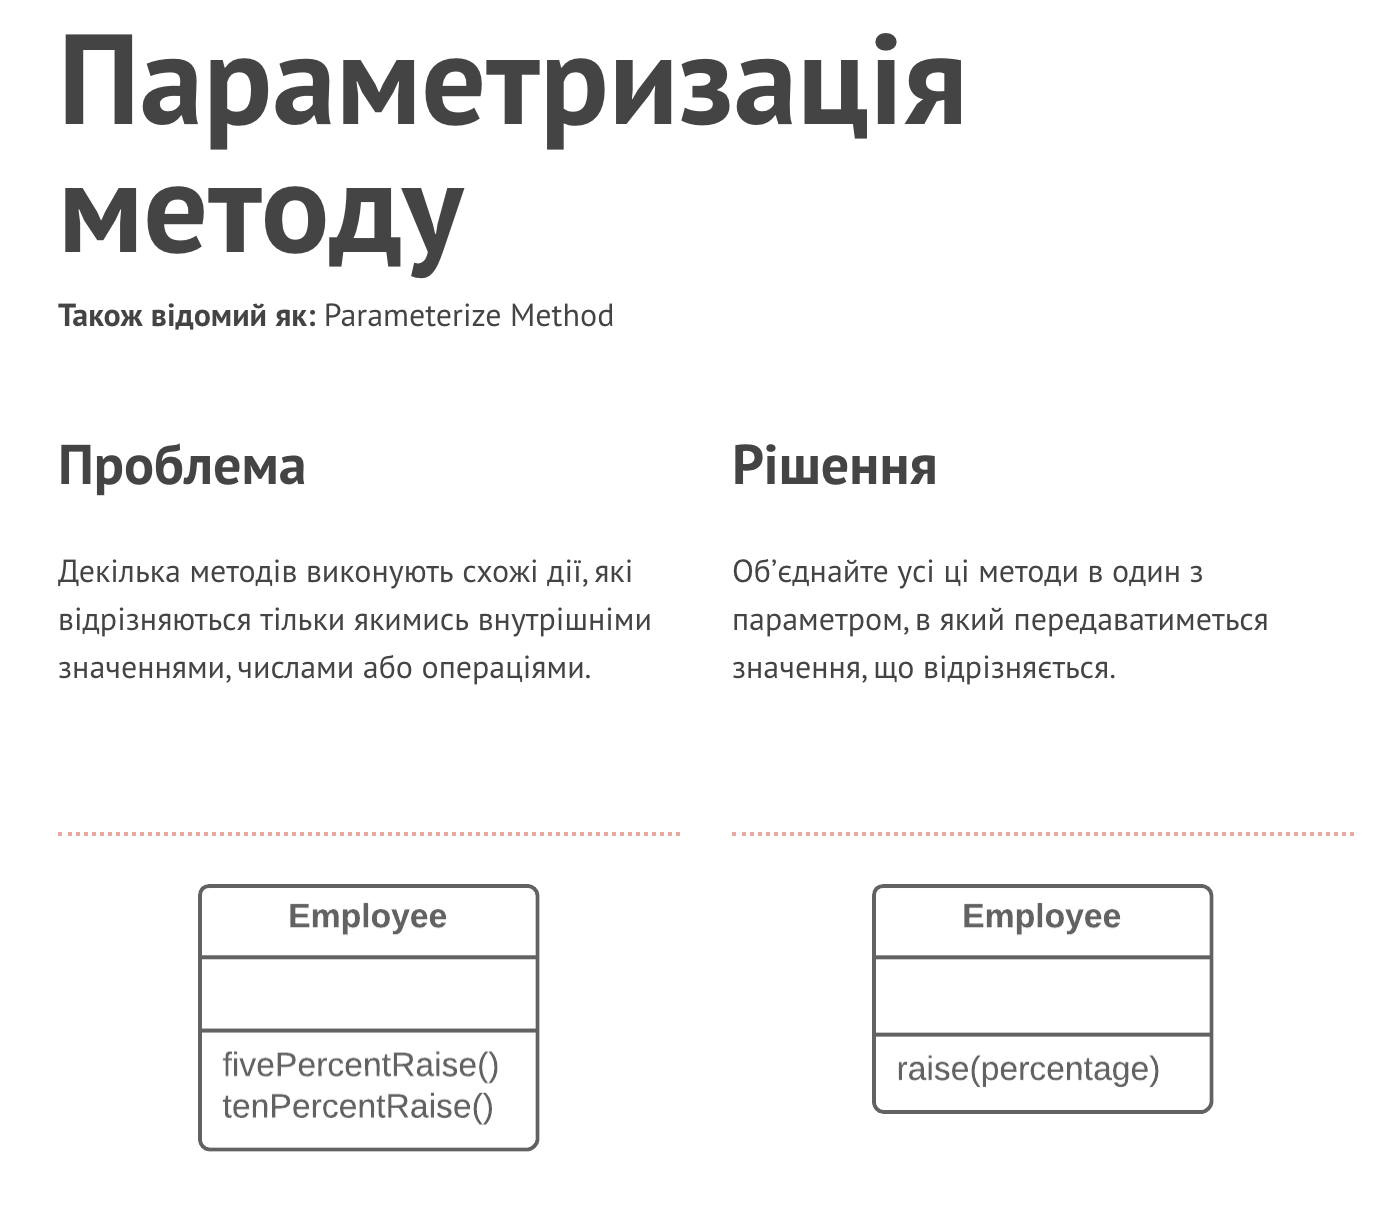 Параметризація
методу
Також відомий як: Parameterize Method
Проблема
Декілька методів виконують схожі дії, які
відрізняються тільки якимись внутрішніми
значеннями, числами або операціями.
Рішення
Об’єднайте усі ці методи в один з
параметром, в який передаватиметься
значення, що відрізняється.
Employee
fivePercentRaise()
tenPercentRaise()
Employee
raise(percentage)